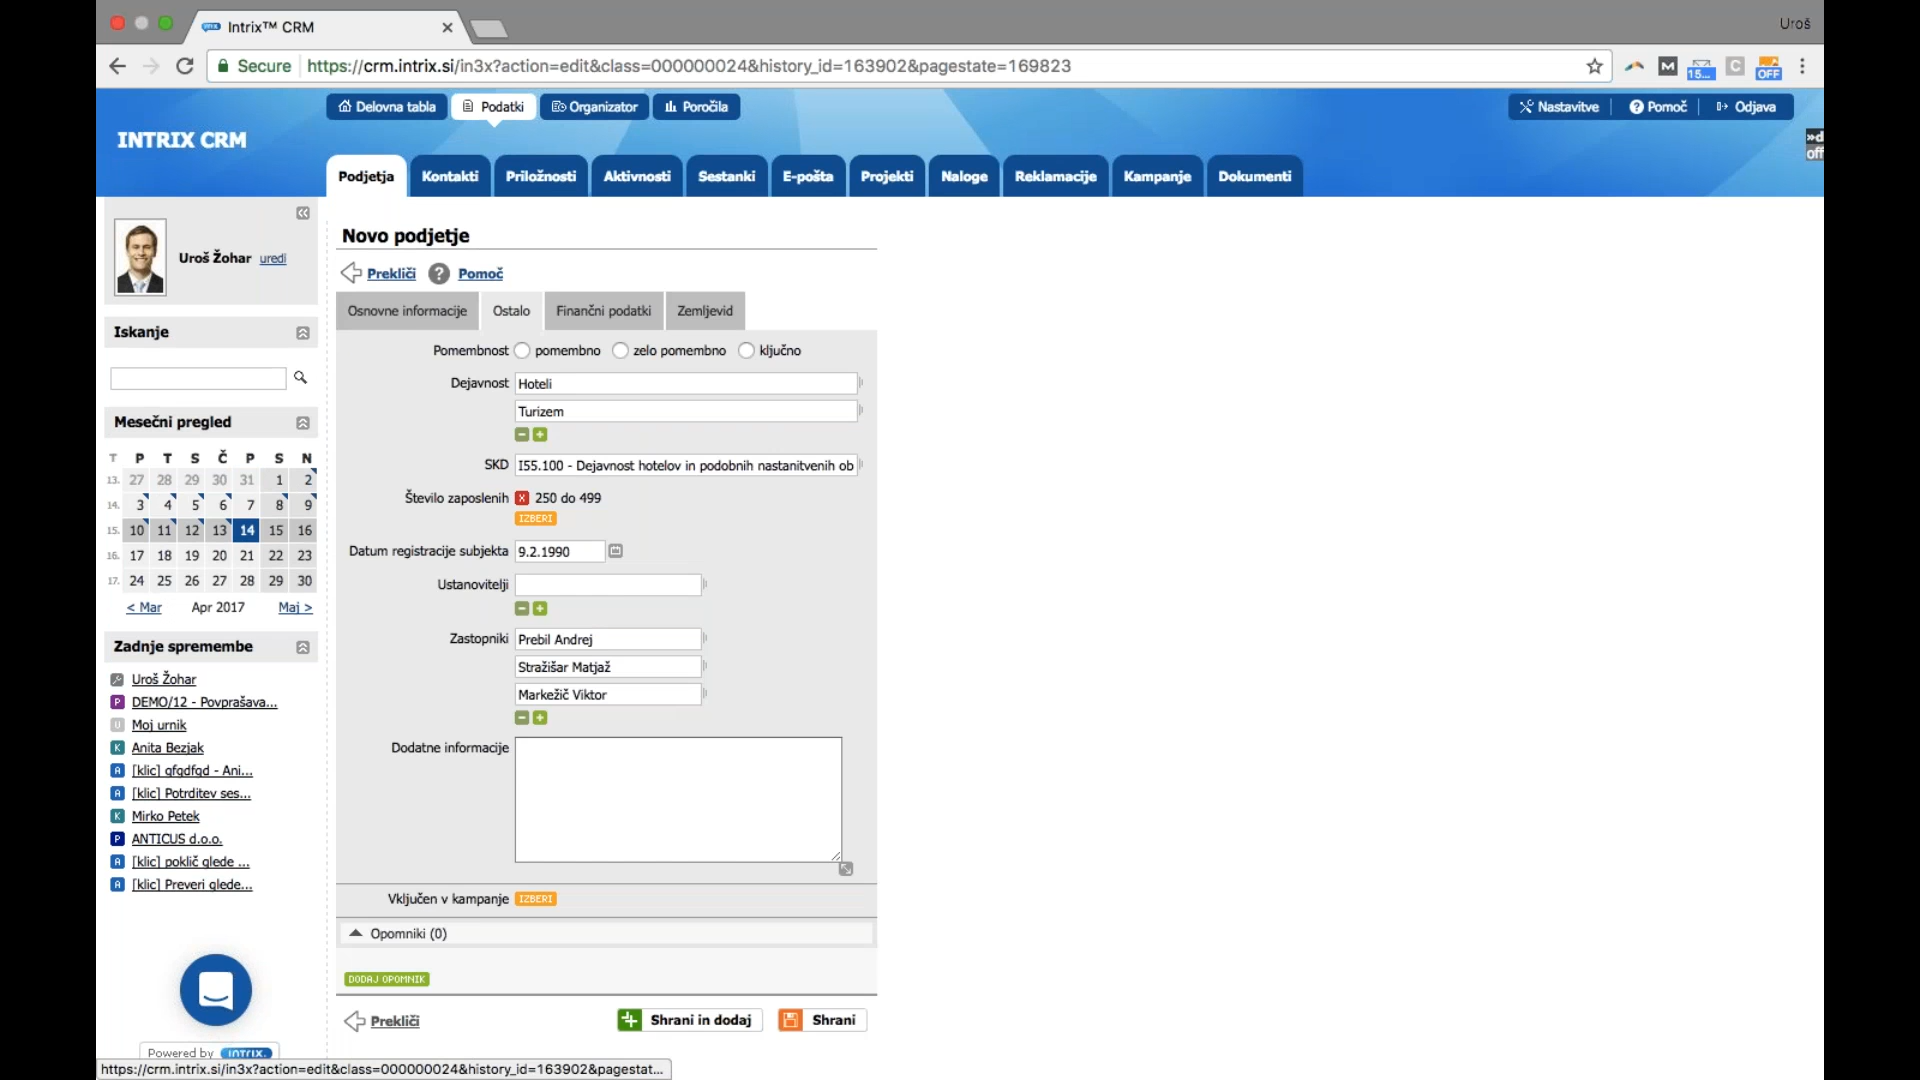 Intrix™ CRM
Uroš
Secure https://crm.intrix.si/in3x?action=edit&class=000000024&history_id=163902&pagestate=169823
M 15... C OFF
Delovna tabla Podatki Organizator Poročila
Nastavitve Pomoč Odjava
INTRIX CRM
»d
off
Podjetja Kontakti Priložnosti Aktivnosti Sestanki E-pošta Projekti Naloge Reklamacije Kampanje Dokumenti
Uroš Žohar uredi
Iskanje
Mesečni pregled
T P T S Č P S N
13. 27 28 29 30 31 1 2
14. 3 4 5 6 7 8 9
15. 10 11 12 13 14 15 16
16. 17 18 19 20 21 22 23
17. 24 25 26 27 28 29 30
< Mar Apr 2017 Maj >
Zadnje spremembe
Uroš Žohar
P DEMO/12 - Povprašava...
U Moj urnik
K Anita Bezjak
A [klic] gfgdfgd - Ani...
A [klic] Potrditev ses...
K Mirko Petek
P ANTICUS d.o.o.
A [klic] poklič glede ...
A [klic] Preveri glede...
Powered by INTRIX.
Novo podjetje
Prekliči ? Pomoč
Osnovne informacije Ostalo Finančni podatki Zemljevid
Pomembnost pomembno zelo pomembno ključno
Dejavnost Hoteli
Turizem
SKD I55.100 - Dejavnost hotelov in podobnih nastanitvenih ob
Število zaposlenih x 250 do 499
IZBERI
Datum registracije subjekta 9.2.1990
Ustanovitelji
Zastopniki Prebil Andrej
Stražišar Matjaž
Markežič Viktor
Dodatne informacije
Vključen v kampanje IZBERI
Opomniki (0)
DODAJ OPOMNIK
Prekliči Shrani in dodaj Shrani
https://crm.intrix.si/in3x?action=edit&class=000000024&history_id=163902&pagestat...